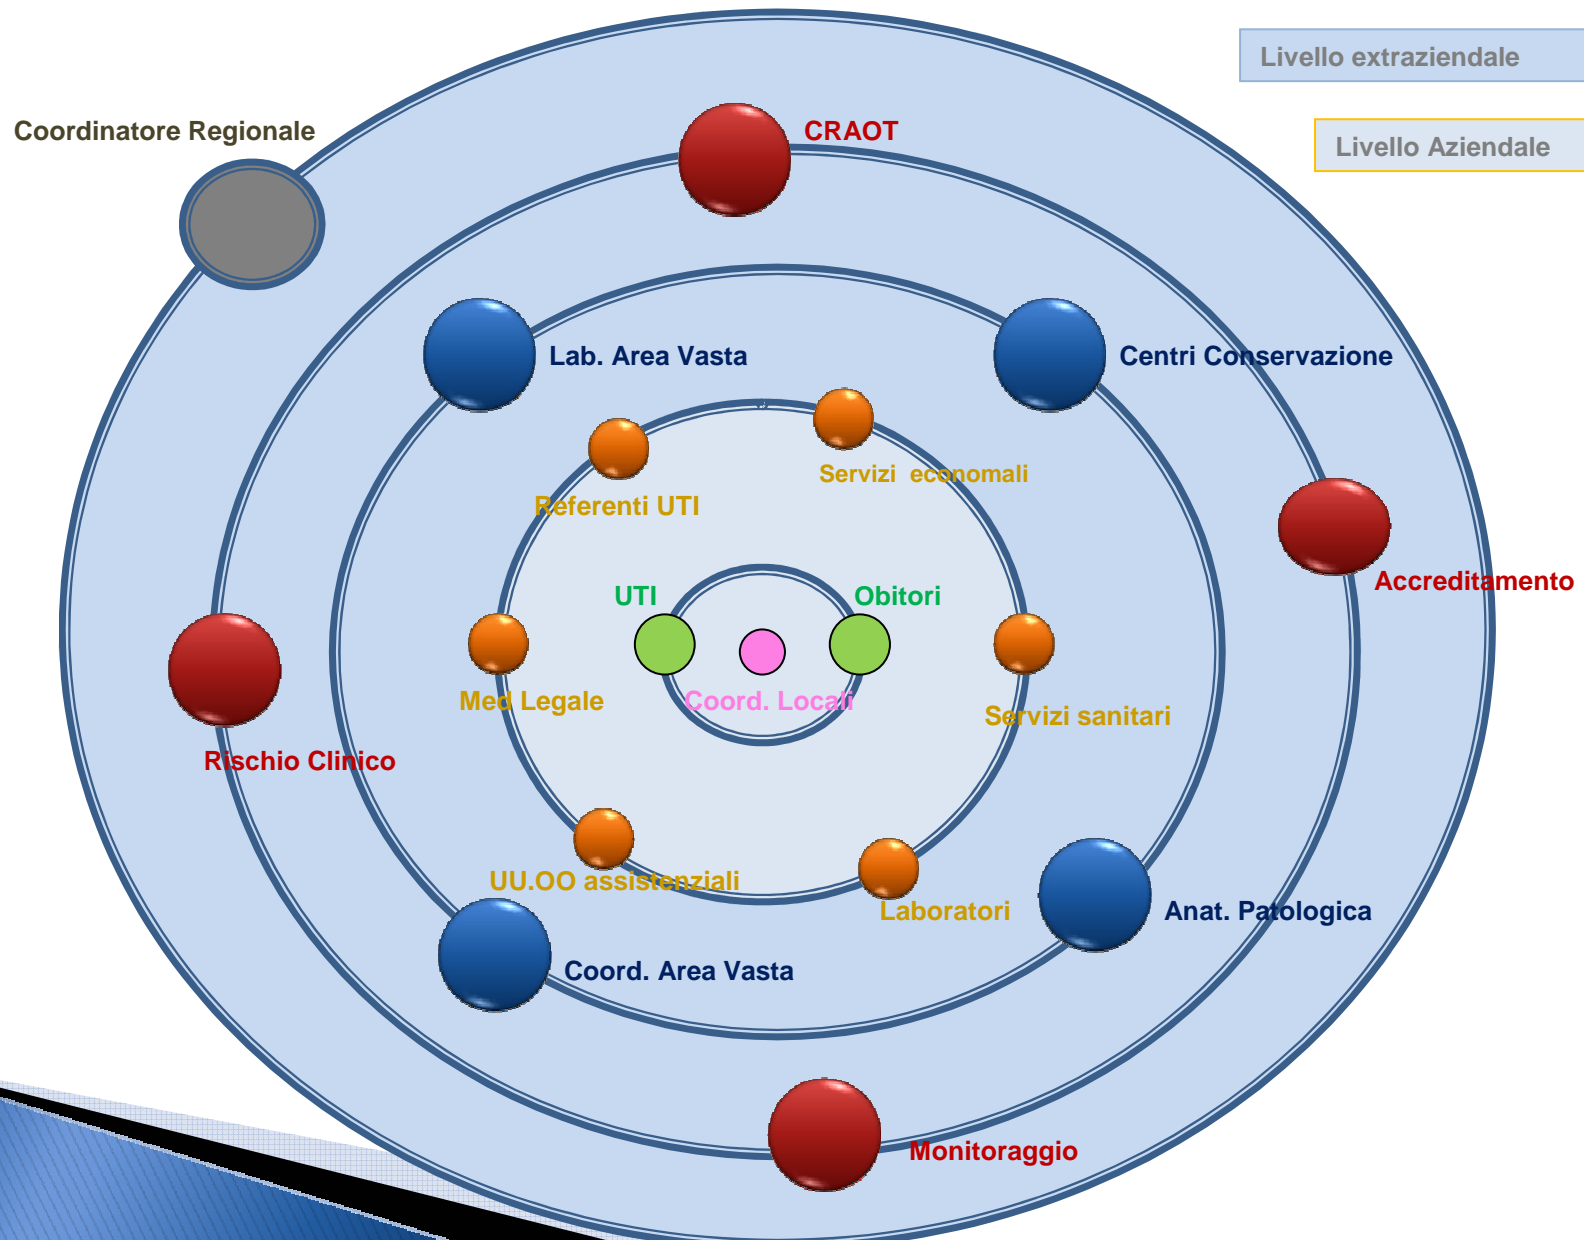 Livello extraziendale
Coordinatore Regionale
CRAOT
Livello Aziendale
Lab. Area Vasta
Centri Conservazione
Servizi economali
Referenti UTI
Accreditamento
UTI
Obitori
Med Legale
Coord. Locali
Servizi sanitari
Rischio Clinico
UU.OO assistenziali
Laboratori
Anat. Patologica
Coord. Area Vasta
Monitoraggio